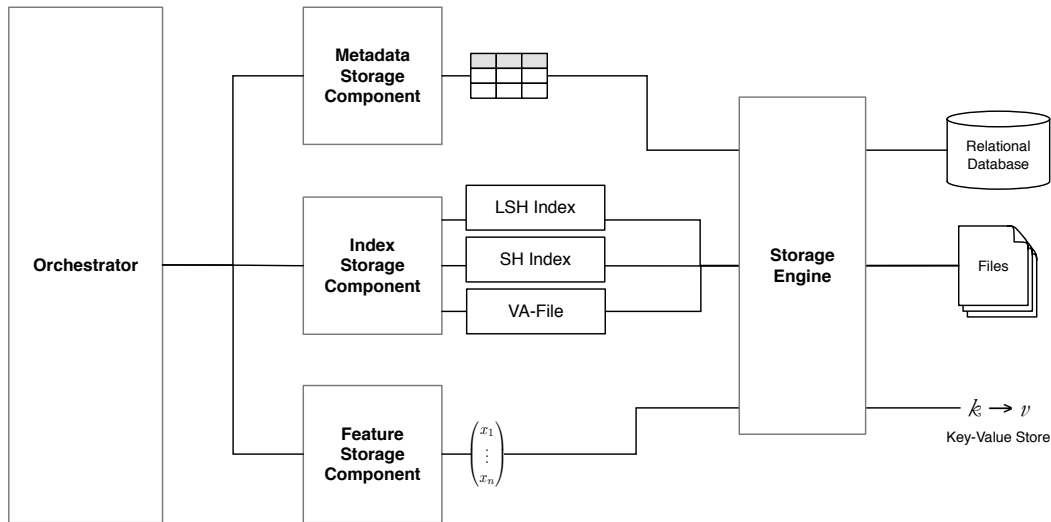 Orchestrator
Metadata
Storage
Component
Index
Storage
Component
LSH Index
SH Index
VA-File
Feature
Storage
Component
x₁
⋮
xₙ
Storage
Engine
Relational
Database
Files
k → v
Key-Value Store